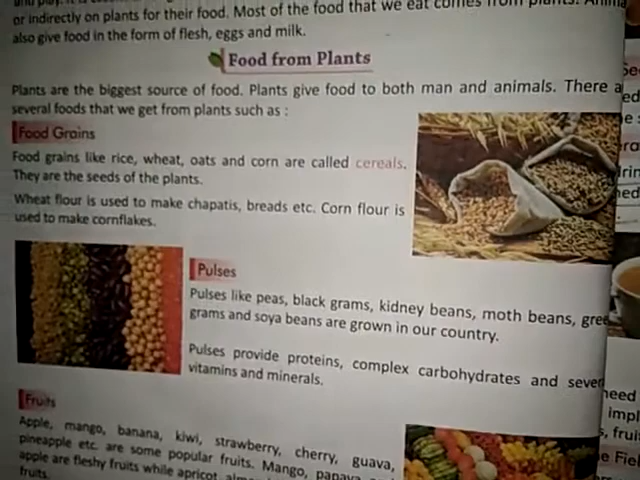 or indirectly on plants for their food. Most of the food that we eat comes from plants.
also give food in the form of flesh, eggs and milk.
Food from Plants
Plants are the biggest source of food. Plants give food to both man and animals. There
several foods that we get from plants such as :
Food Grains
Food grains like rice, wheat, oats and corn are called cereals.
They are the seeds of the plants.
Wheat flour is used to make chapatis, breads etc. Corn flour is
used to make cornflakes.
Pulses
Pulses like peas, black grams, kidney beans, moth beans, gree
grams and soya beans are grown in our country.
Pulses provide proteins, complex carbohydrates and sever
vitamins and minerals.
Fruits
Apple, mango, banana, kiwi, strawberry, cherry, guava,
pineapple etc. are some popular fruits. Mango, papaya
apple are fleshy fruits while apricot,
fruits.
need